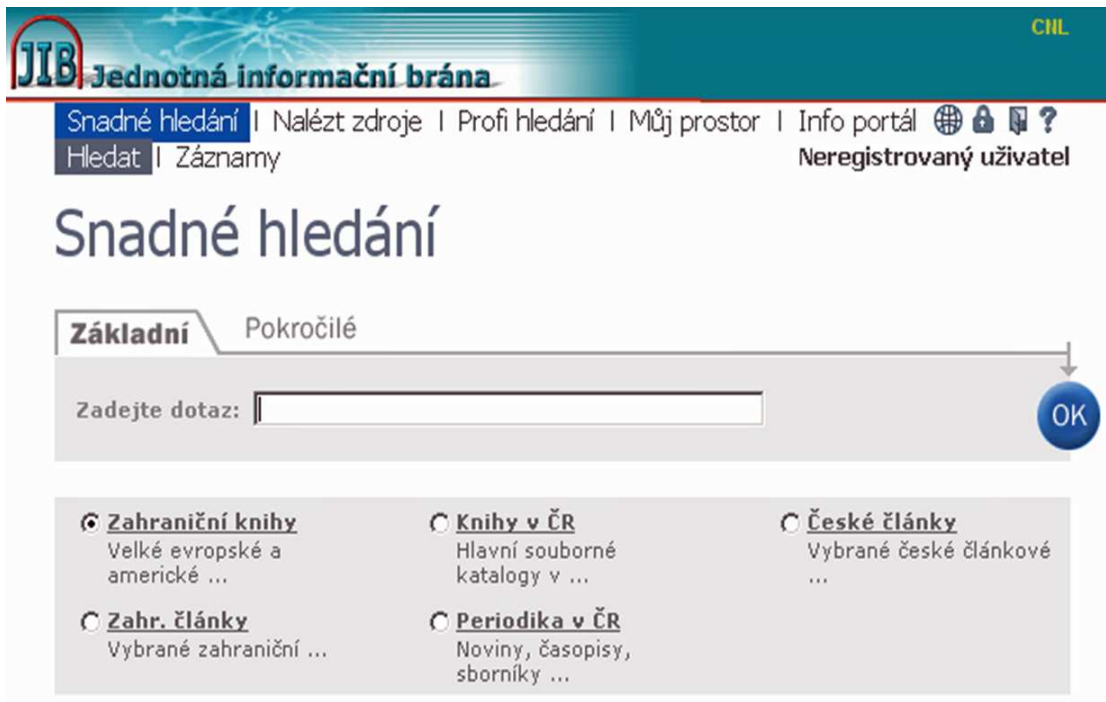 CNL
JIB Jednotná informační brána
Snadné hledání | Nalézt zdroje | Profi hledání | Můj prostor | Info portál ?
Hledat | Záznamy Neregistrovaný uživatel
Snadné hledání
Základní Pokročilé
Zadejte dotaz: OK
Zahraniční knihy Knihy v ČR České články
Velké evropské a Hlavní souborné Vybrané české článkové
americké ... katalogy v ... ...
Zahr. články Periodika v ČR
Vybrané zahraniční ... Noviny, časopisy,
sborníky ...